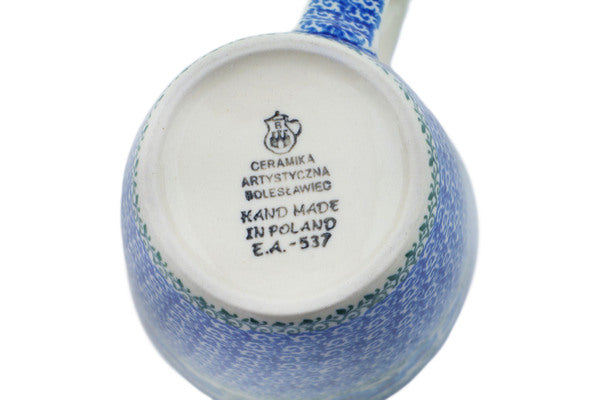 B
CERAMIKA
ARTYSTYCZNA
BOLESŁAWIEC
HAND MADE
IN POLAND
E.A.-537